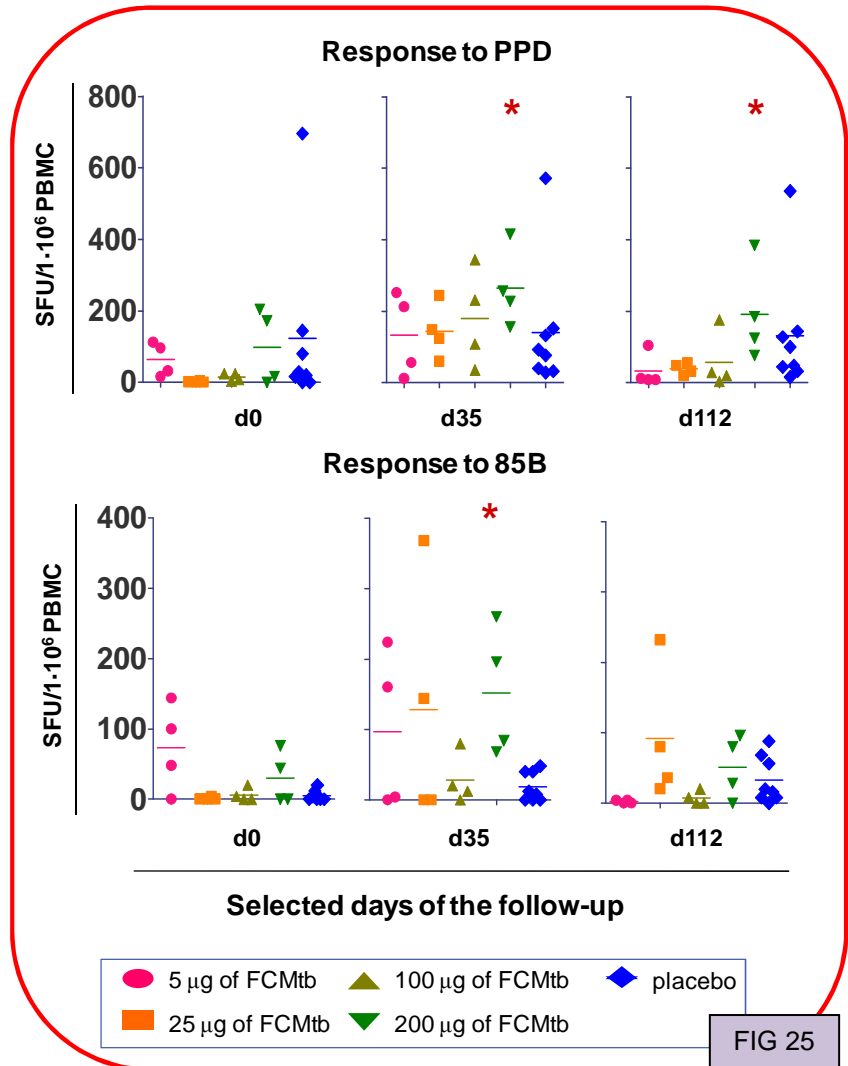 Response to PPD
SFU/1·10⁶ PBMC
800
600
400
200
0
*
*
d0
d35
d112
Response to 85B
SFU/1·10⁶ PBMC
400
300
200
100
0
*
d0
d35
d112
Selected days of the follow-up
5 µg of FCMtb
100 µg of FCMtb
placebo
25 µg of FCMtb
200 µg of FCMtb
FIG 25